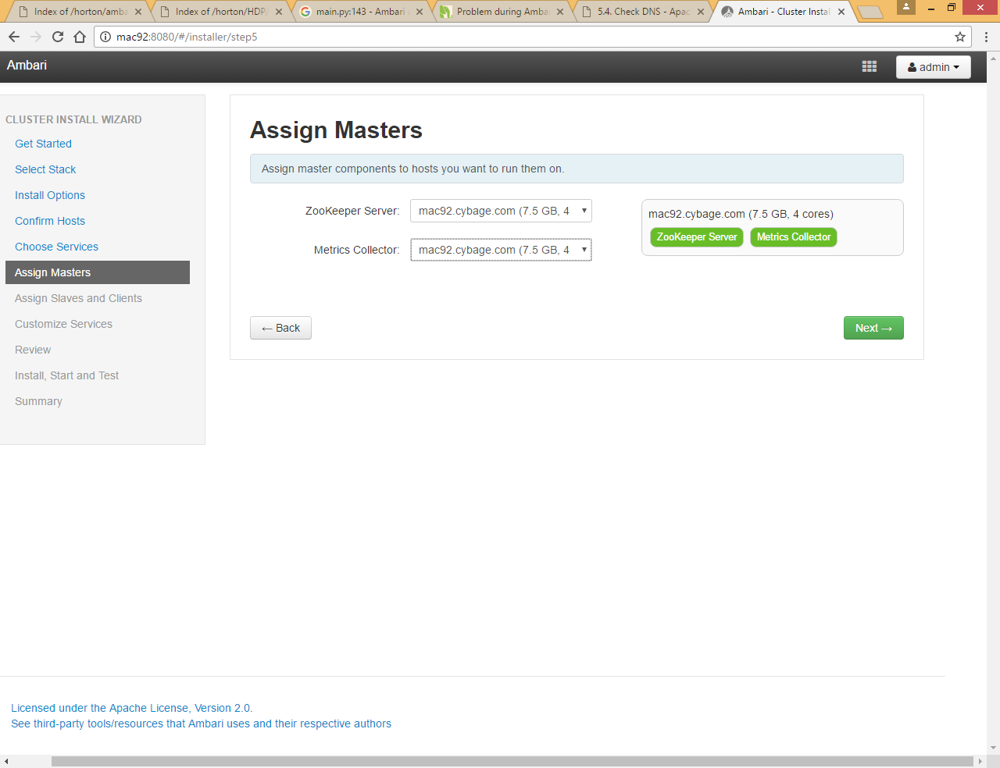 Index of /horton/amba
Index of /horton/HDP/
main.py:143 - Ambari
Problem during Ambar
5.4. Check DNS - Apac
Ambari - Cluster Instal
mac92:8080/#/installer/step5
Ambari
admin
CLUSTER INSTALL WIZARD
Get Started
Select Stack
Install Options
Confirm Hosts
Choose Services
Assign Masters
Assign Slaves and Clients
Customize Services
Review
Install, Start and Test
Summary
Assign Masters
Assign master components to hosts you want to run them on.
ZooKeeper Server: mac92.cybage.com (7.5 GB, 4
Metrics Collector: mac92.cybage.com (7.5 GB, 4
mac92.cybage.com (7.5 GB, 4 cores)
ZooKeeper Server Metrics Collector
← Back
Next →
Licensed under the Apache License, Version 2.0.
See third-party tools/resources that Ambari uses and their respective authors